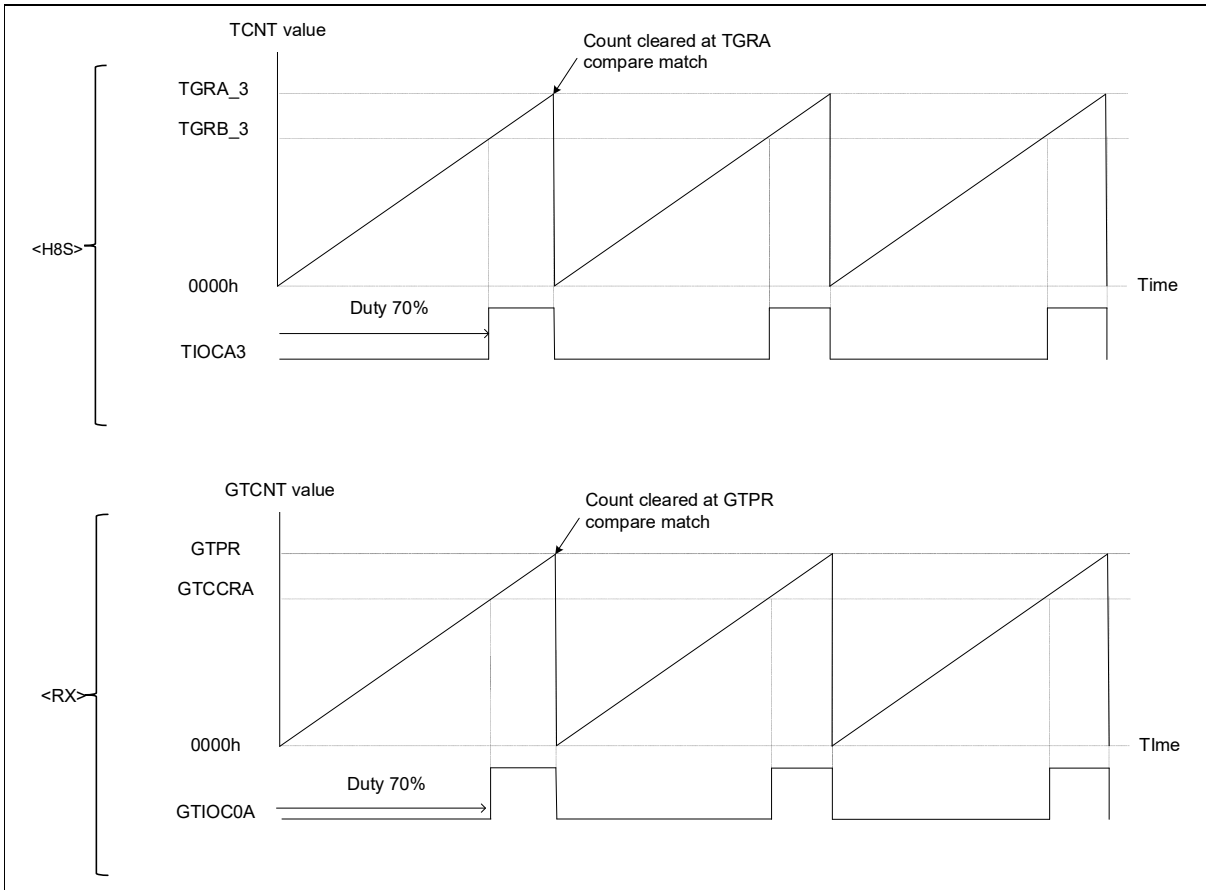 TCNT value
Count cleared at TGRA
compare match
TGRA_3
TGRB_3
<H8S>
0000h
Time
Duty 70%
TIOCA3
GTCNT value
Count cleared at GTPR
compare match
GTPR
GTCCRA
<RX>
0000h
TIme
Duty 70%
GTIOC0A